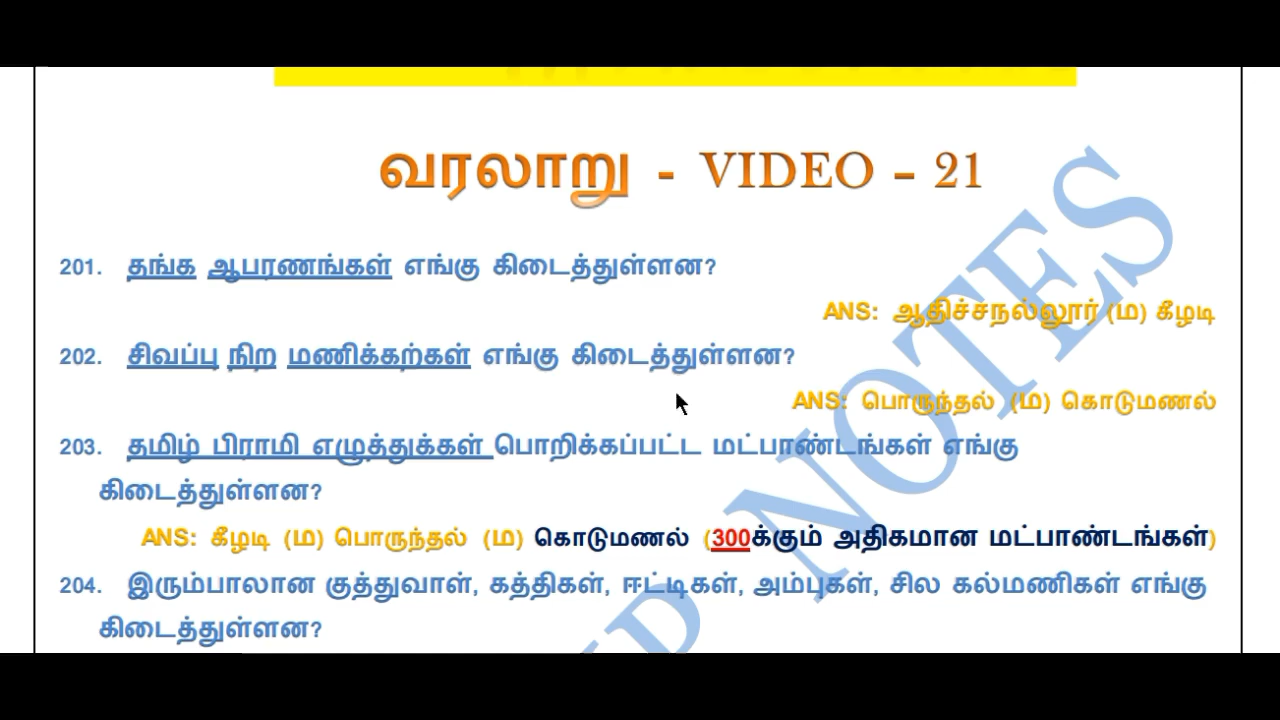 வரலாறு - VIDEO - 21
201. தங்க ஆபரணங்கள் எங்கு கிடைத்துள்ளன?
ANS: ஆதிச்சநல்லூர் (ம) கீழடி
202. சிவப்பு நிற மணிக்கற்கள் எங்கு கிடைத்துள்ளன?
ANS: பொருந்தல் (ம) கொடுமணல்
203. தமிழ் பிராமி எழுத்துக்கள் பொறிக்கப்பட்ட மட்பாண்டங்கள் எங்கு
கிடைத்துள்ளன?
ANS: கீழடி (ம) பொருந்தல் (ம) கொடுமணல் (300க்கும் அதிகமான மட்பாண்டங்கள்)
204. இரும்பாலான குத்துவாள், கத்திகள், ஈட்டிகள், அம்புகள், சில கல்மணிகள் எங்கு
கிடைத்துள்ளன?
NOTES